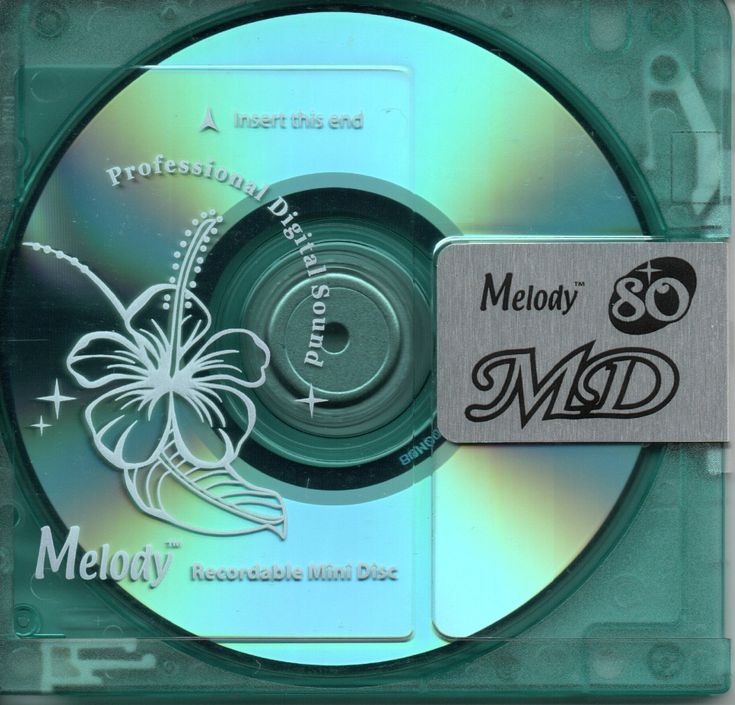 Insert this end
Professional Digital Sound
Melody™ 80
MD
Melody™
Recordable Mini Disc